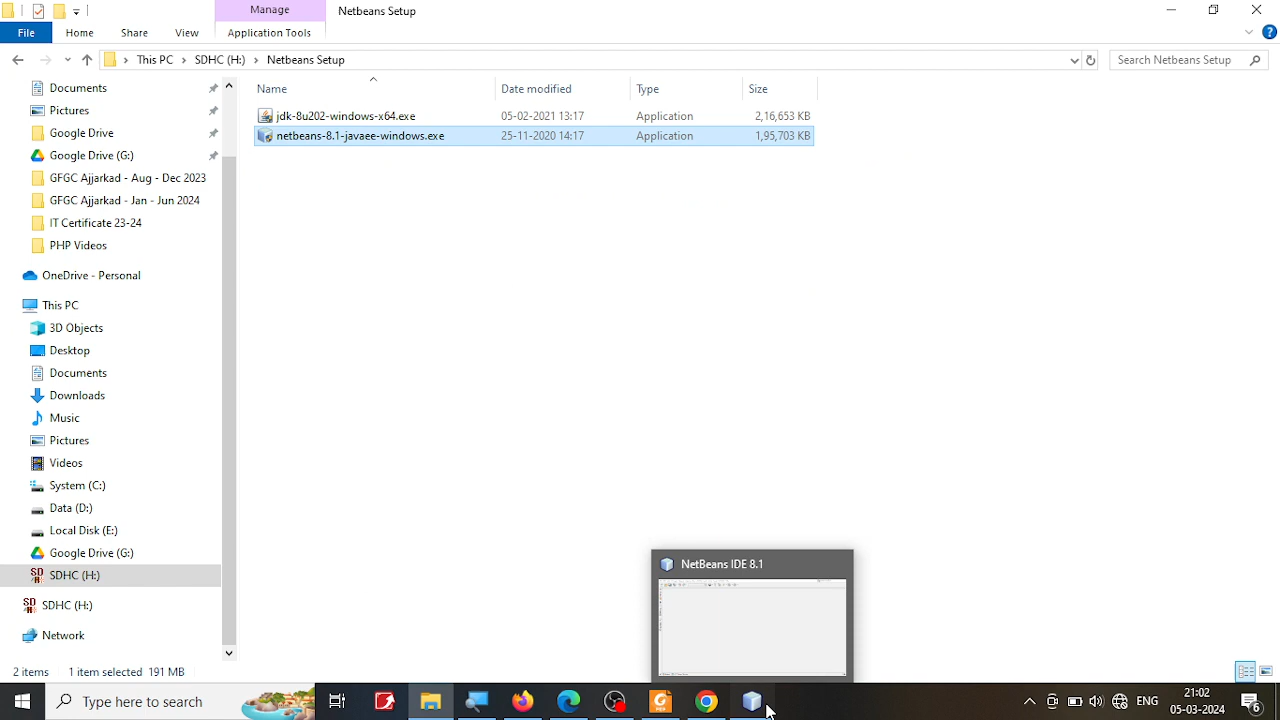 Manage
Netbeans Setup
File
Home
Share
View
Application Tools
This PC
SDHC (H:)
Netbeans Setup
Search Netbeans Setup
Name
Date modified
Type
Size
jdk-8u202-windows-x64.exe
05-02-2021 13:17
Application
2,16,653 KB
netbeans-8.1-javaee-windows.exe
25-11-2020 14:17
Application
1,95,703 KB
Documents
Pictures
Google Drive
Google Drive (G:)
GFGC Ajjarkad - Aug - Dec 2023
GFGC Ajjarkad - Jan - Jun 2024
IT Certificate 23-24
PHP Videos
OneDrive - Personal
This PC
3D Objects
Desktop
Documents
Downloads
Music
Pictures
Videos
System (C:)
Data (D:)
Local Disk (E:)
Google Drive (G:)
SDHC (H:)
SDHC (H:)
Network
NetBeans IDE 8.1
2 items
1 item selected 191 MB
Type here to search
ENG
21:02
05-03-2024
6